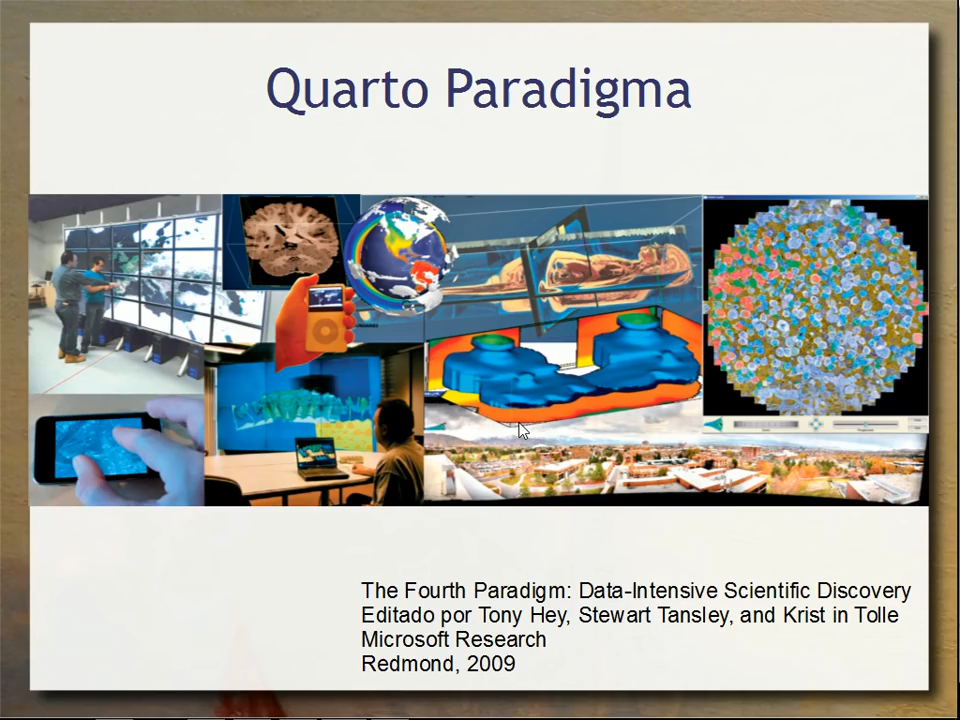 Quarto Paradigma
The Fourth Paradigm: Data-Intensive Scientific Discovery
Editado por Tony Hey, Stewart Tansley, and Krist in Tolle
Microsoft Research
Redmond, 2009